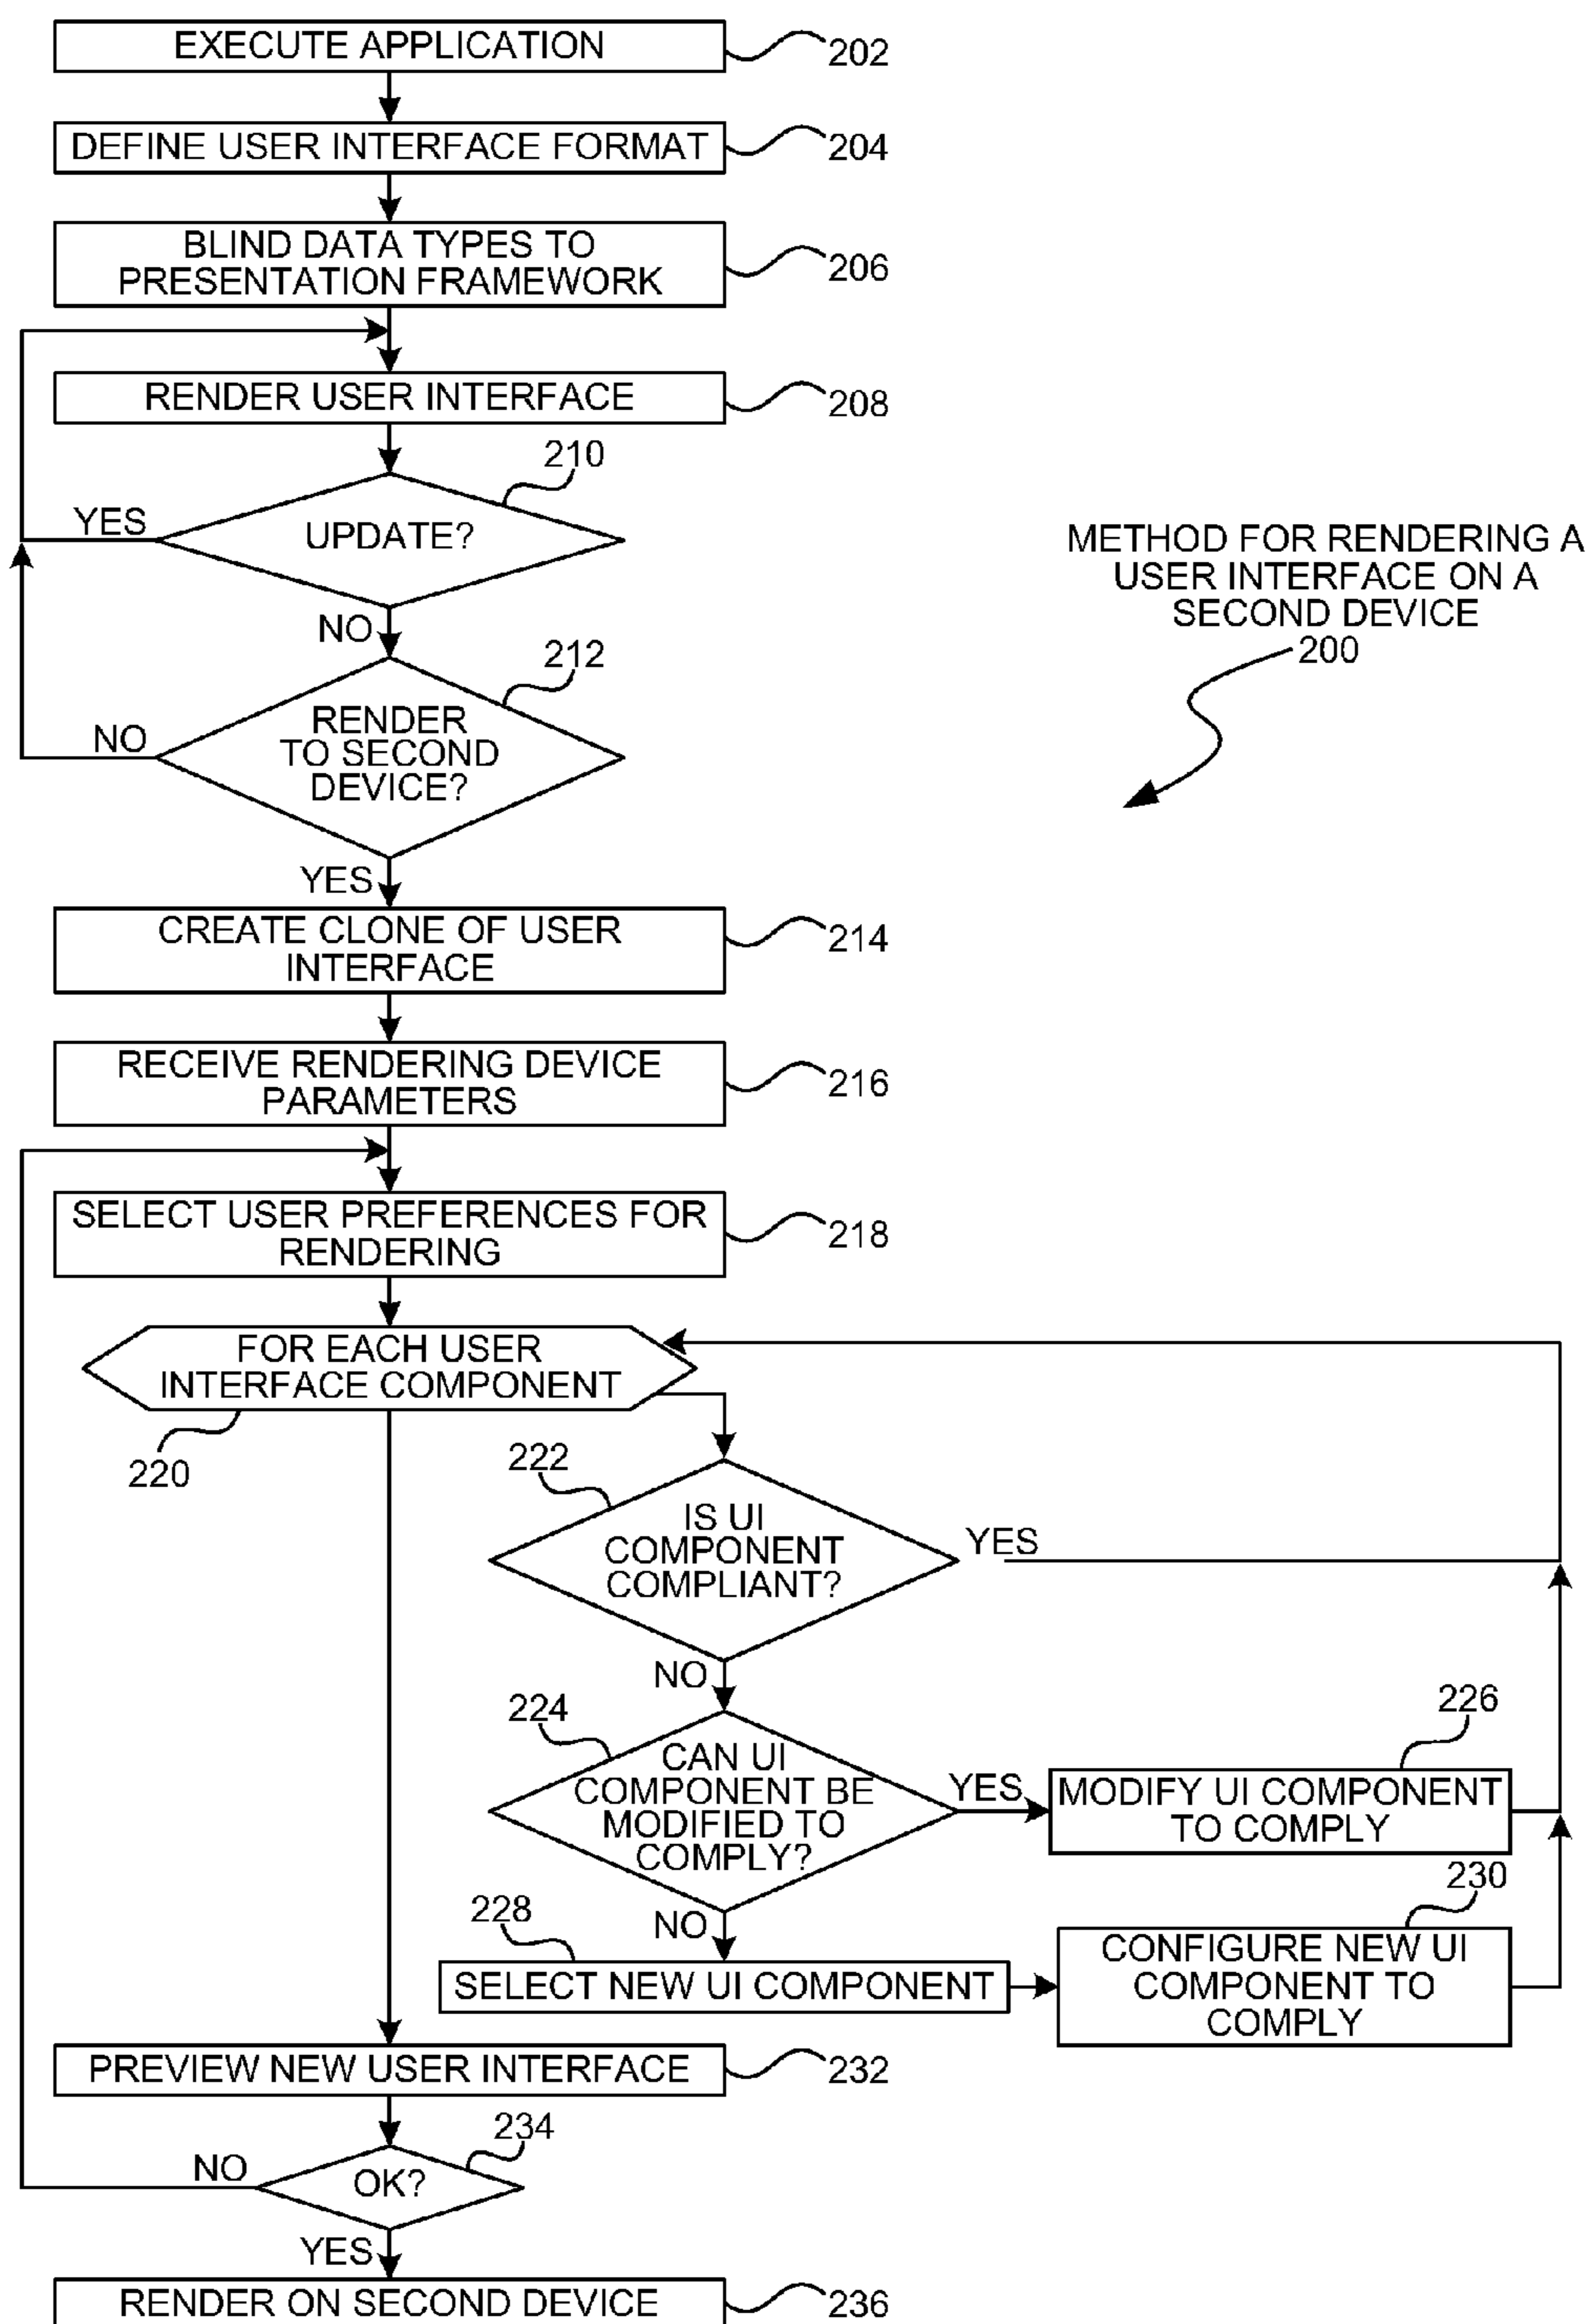 EXECUTE APPLICATION
202
DEFINE USER INTERFACE FORMAT
204
BLIND DATA TYPES TO
PRESENTATION FRAMEWORK
206
RENDER USER INTERFACE
208
210
UPDATE?
YES
NO
METHOD FOR RENDERING A
USER INTERFACE ON A
SECOND DEVICE
200
212
RENDER
TO SECOND
DEVICE?
NO
YES
CREATE CLONE OF USER
INTERFACE
214
RECEIVE RENDERING DEVICE
PARAMETERS
216
SELECT USER PREFERENCES FOR
RENDERING
218
FOR EACH USER
INTERFACE COMPONENT
220
222
IS UI
COMPONENT
COMPLIANT?
YES
NO
224
CAN UI
COMPONENT BE
MODIFIED TO
COMPLY?
YES
226
MODIFY UI COMPONENT
TO COMPLY
NO
228
SELECT NEW UI COMPONENT
230
CONFIGURE NEW UI
COMPONENT TO
COMPLY
PREVIEW NEW USER INTERFACE
232
234
OK?
NO
YES
RENDER ON SECOND DEVICE
236